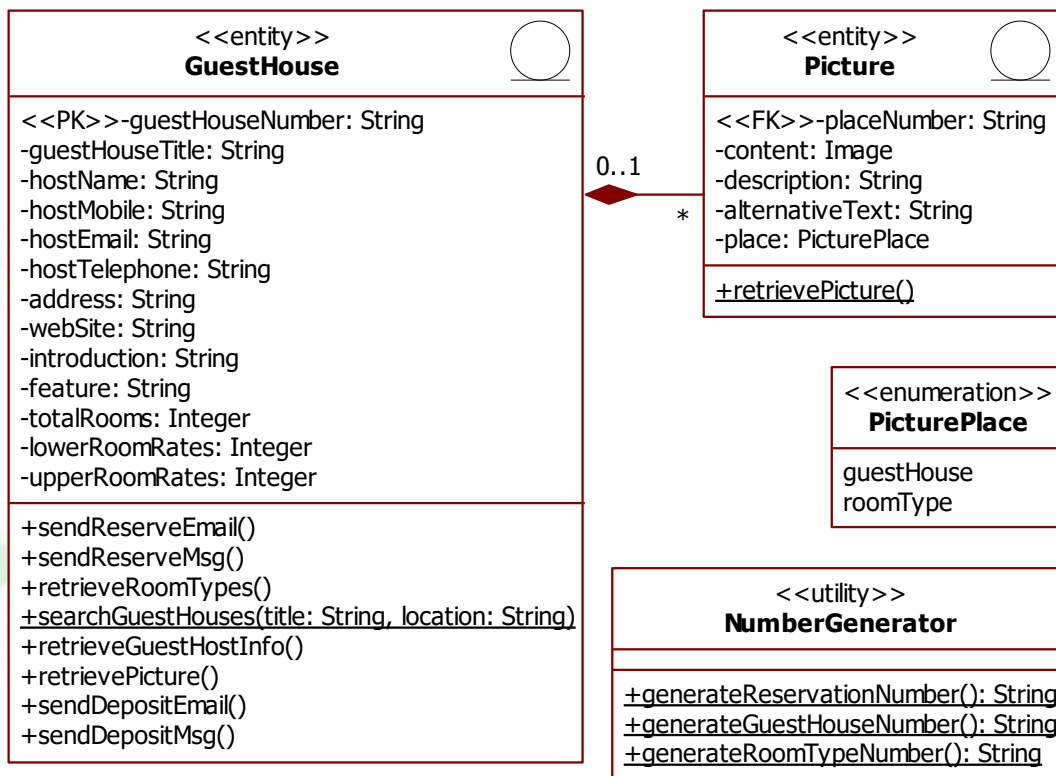 <<entity>>
GuestHouse
<<PK>>-guestHouseNumber: String
-guestHouseTitle: String
-hostName: String
-hostMobile: String
-hostEmail: String
-hostTelephone: String
-address: String
-webSite: String
-introduction: String
-feature: String
-totalRooms: Integer
-lowerRoomRates: Integer
-upperRoomRates: Integer
+sendReserveEmail()
+sendReserveMsg()
+retrieveRoomTypes()
+searchGuestHouses(title: String, location: String)
+retrieveGuestHostInfo()
+retrievePicture()
+sendDepositEmail()
+sendDepositMsg()
0..1
*
<<entity>>
Picture
<<FK>>-placeNumber: String
-content: Image
-description: String
-alternativeText: String
-place: PicturePlace
+retrievePicture()
<<enumeration>>
PicturePlace
guestHouse
roomType
<<utility>>
NumberGenerator
+generateReservationNumber(): String
+generateGuestHouseNumber(): String
+generateRoomTypeNumber(): String